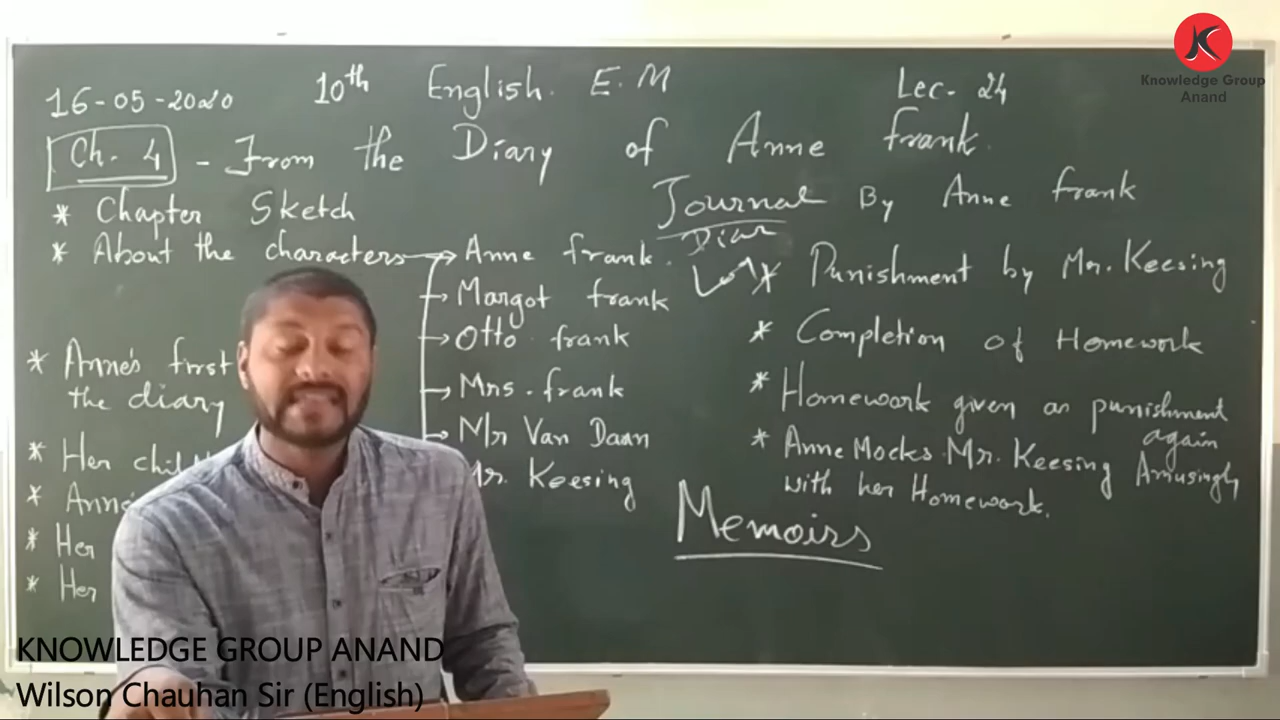 Knowledge Group
Anand
16-05-2020 10th English. E.M Lec- 24
Ch. 4 - From the Diary of Anne frank.
Journal By Anne frank
Diar
* Chapter Sketch
* About the characters
Anne frank.
Margot frank
Otto frank
Mrs. frank
Mr Van Daan
Mr. Keesing
* Anne's first
the diary
* Her
* Anne
* Her
* Her
* Punishment by Mr. Keesing
* Completion of Homework
* Homework given as punishment
again
* Anne Mocks Mr. Keesing Amusingly
with her Homework.
Memoirs
KNOWLEDGE GROUP ANAND
Wilson Chauhan Sir (English)